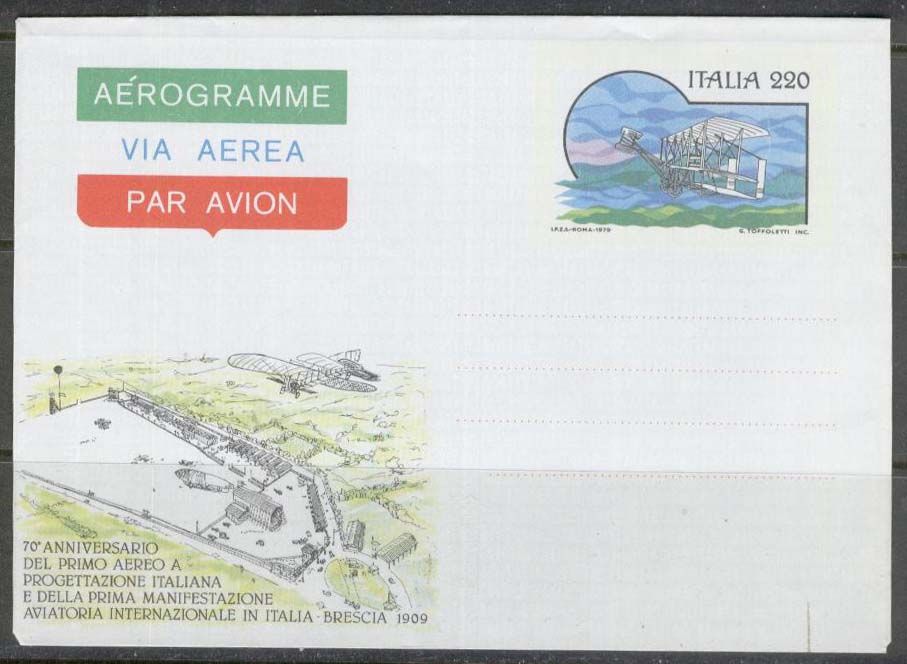 AÉROGRAMME
VIA AEREA
PAR AVION
ITALIA 220
I.P.Z.S.-ROMA-1979
G. TOFFOLETTI INC.
70° ANNIVERSARIO
DEL PRIMO AEREO A
PROGETTAZIONE ITALIANA
E DELLA PRIMA MANIFESTAZIONE
AVIATORIA INTERNAZIONALE IN ITALIA - BRESCIA 1909